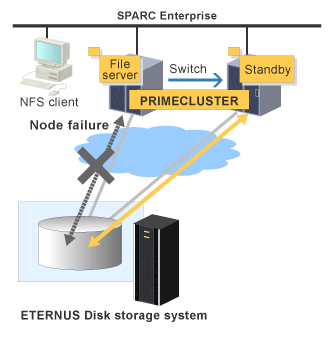 SPARC Enterprise
File
server
Switch
Standby
NFS client
PRIMECLUSTER
Node failure
ETERNUS Disk storage system